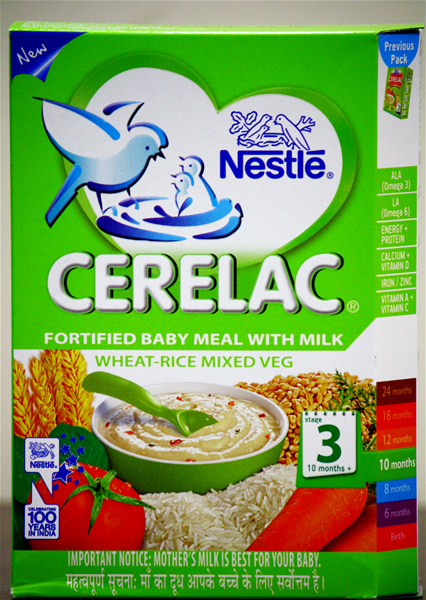 New
Previous
Pack
CERELAC
Nestlé®
ALA
(Omega 3)
LA
(Omega 6)
ENERGY +
PROTEIN
CALCIUM +
VITAMIN D
IRON / ZINC
VITAMIN A +
VITAMIN C
CERELAC®
FORTIFIED BABY MEAL WITH MILK
WHEAT-RICE MIXED VEG
stage
3
10 months +
24 months
18 months
12 months
10 months
8 months
6 months
Birth
Nestlé
CELEBRATING
100
YEARS
IN INDIA
IMPORTANT NOTICE: MOTHER'S MILK IS BEST FOR YOUR BABY.
महत्वपूर्ण सूचना: माँ का दूध आपके बच्चे के लिए सर्वोत्तम है।